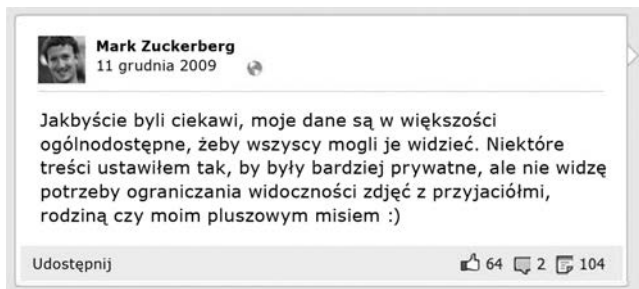 Mark Zuckerberg
11 grudnia 2009
Jakbyście byli ciekawi, moje dane są w większości
ogólnodostępne, żeby wszyscy mogli je widzieć. Niektóre
treści ustawiłem tak, by były bardziej prywatne, ale nie widzę
potrzeby ograniczania widoczności zdjęć z przyjaciółmi,
rodziną czy moim pluszowym misiem :)
Udostępnij 64 2 104